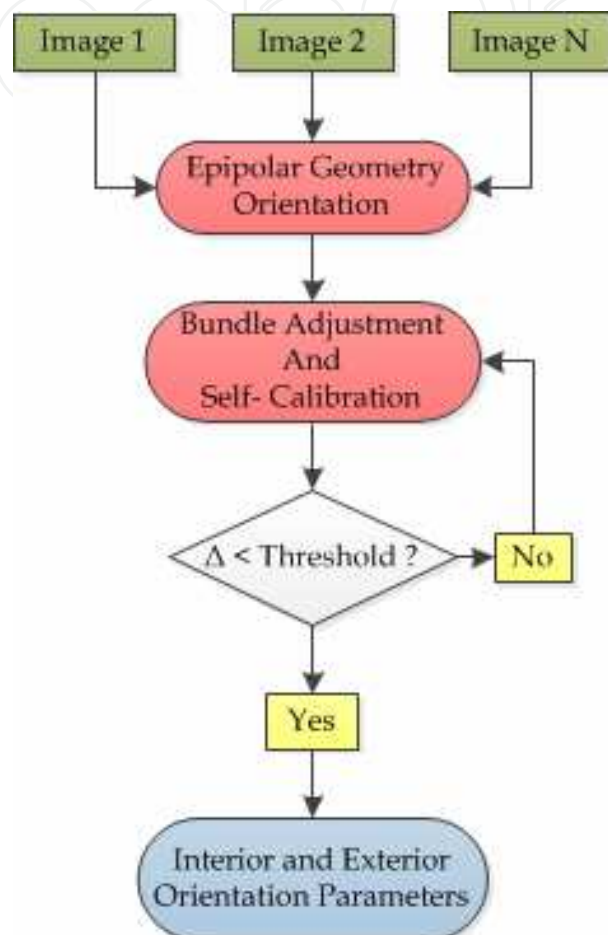 Image 1
Image 2
Image N
Epipolar Geometry
Orientation
Bundle Adjustment
And
Self- Calibration
Δ < Threshold ?
No
Yes
Interior and Exterior
Orientation Parameters